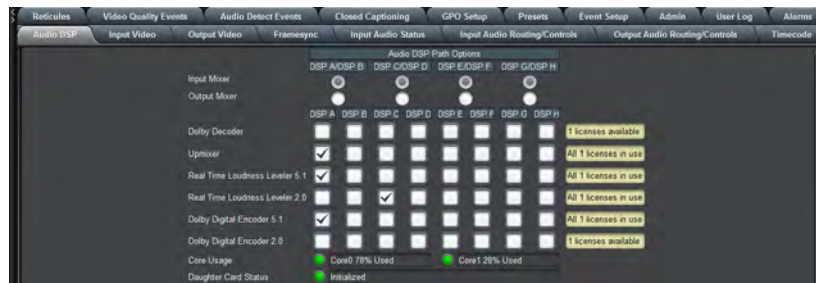 Reticules Video Quality Events Audio Detect Events Closed Captioning GPO Setup Presets Event Setup Admin User Log Alarms
Audio DSP Input Video Output Video Framesync Input Audio Status Input Audio Routing/Controls Output Audio Routing/Controls Timecode
Audio DSP Path Options
DSP A/DSP B DSP C/DSP D DSP E/DSP F DSP G/DSP H
Input Mixer
Output Mixer
DSP A DSP B DSP C DSP D DSP E DSP F DSP G DSP H
Dolby Decoder 1 licenses available
Upmixer All 1 licenses in use
Real Time Loudness Leveler 5.1 All 1 licenses in use
Real Time Loudness Leveler 2.0 All 1 licenses in use
Dolby Digital Encoder 5.1 All 1 licenses in use
Dolby Digital Encoder 2.0 1 licenses available
Core Usage Core0 78% Used Core1 28% Used
Daughter Card Status Initialized